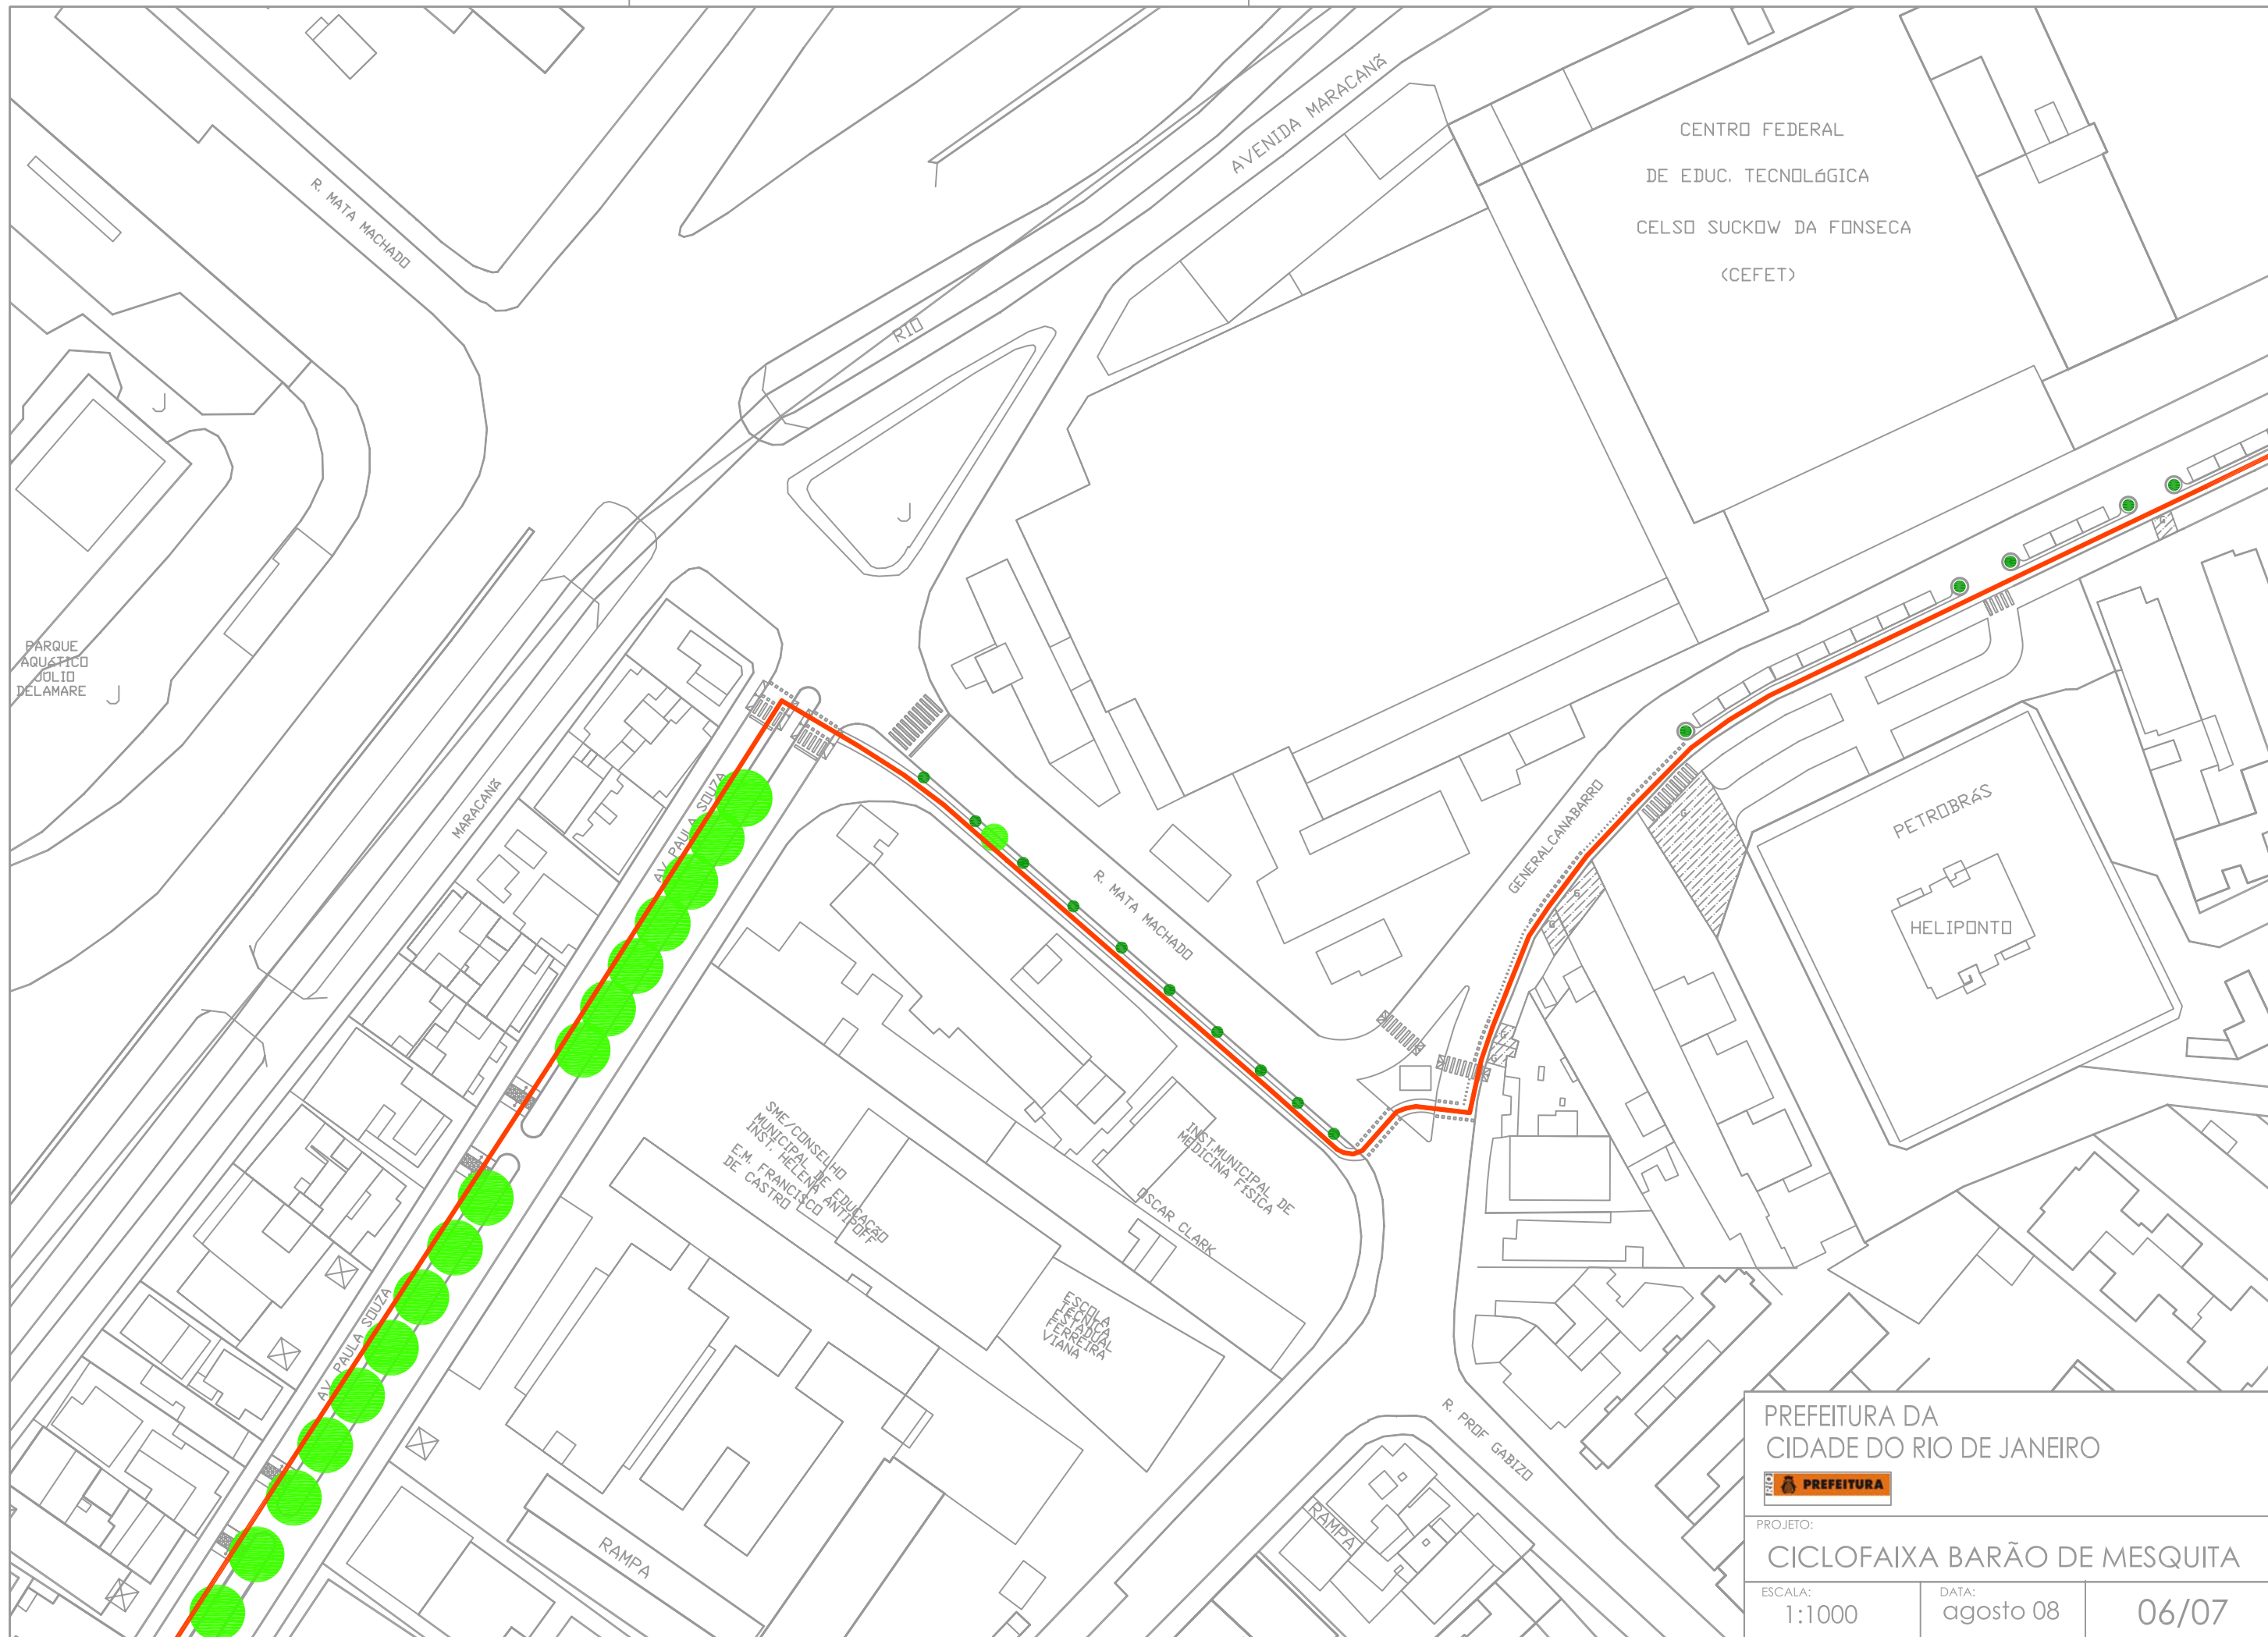 AVENIDA MARACANÃ
CENTRO FEDERAL
DE EDUC. TECNOLóGICA
CELSO SUCKOW DA FONSECA
(CEFET)
R. MATA MACHADO
RIO
J
J
J
PARQUE
AQUáTICO
JULIO
DELAMARE
MARACANÃ
AV. PAULA SOUZA
R. MATA MACHADO
GENERALCANABARRO
G
G
G
G
G
G
PETROBRáS
HELIPONTO
SME/CONSELHO
MUNICIPAL DE EDUCAÇÃO
INST. HELENA ANTIPOFF
E.M. FRANCISCO
DE CASTRO
INST.MUNICIPAL DE
MEDICINA FíSICA
OSCAR CLARK
ESCOLA
TÉCNICA
ESTADUAL
FERREIRA
VIANA
AV. PAULA SOUZA
R. PROF GABIZO
RAMPA
RAMPA
PREFEITURA DA
CIDADE DO RIO DE JANEIRO
RIO PREFEITURA
PROJETO:
CICLOFAIXA BARÃO DE MESQUITA
ESCALA:
1:1000
DATA:
agosto 08
06/07